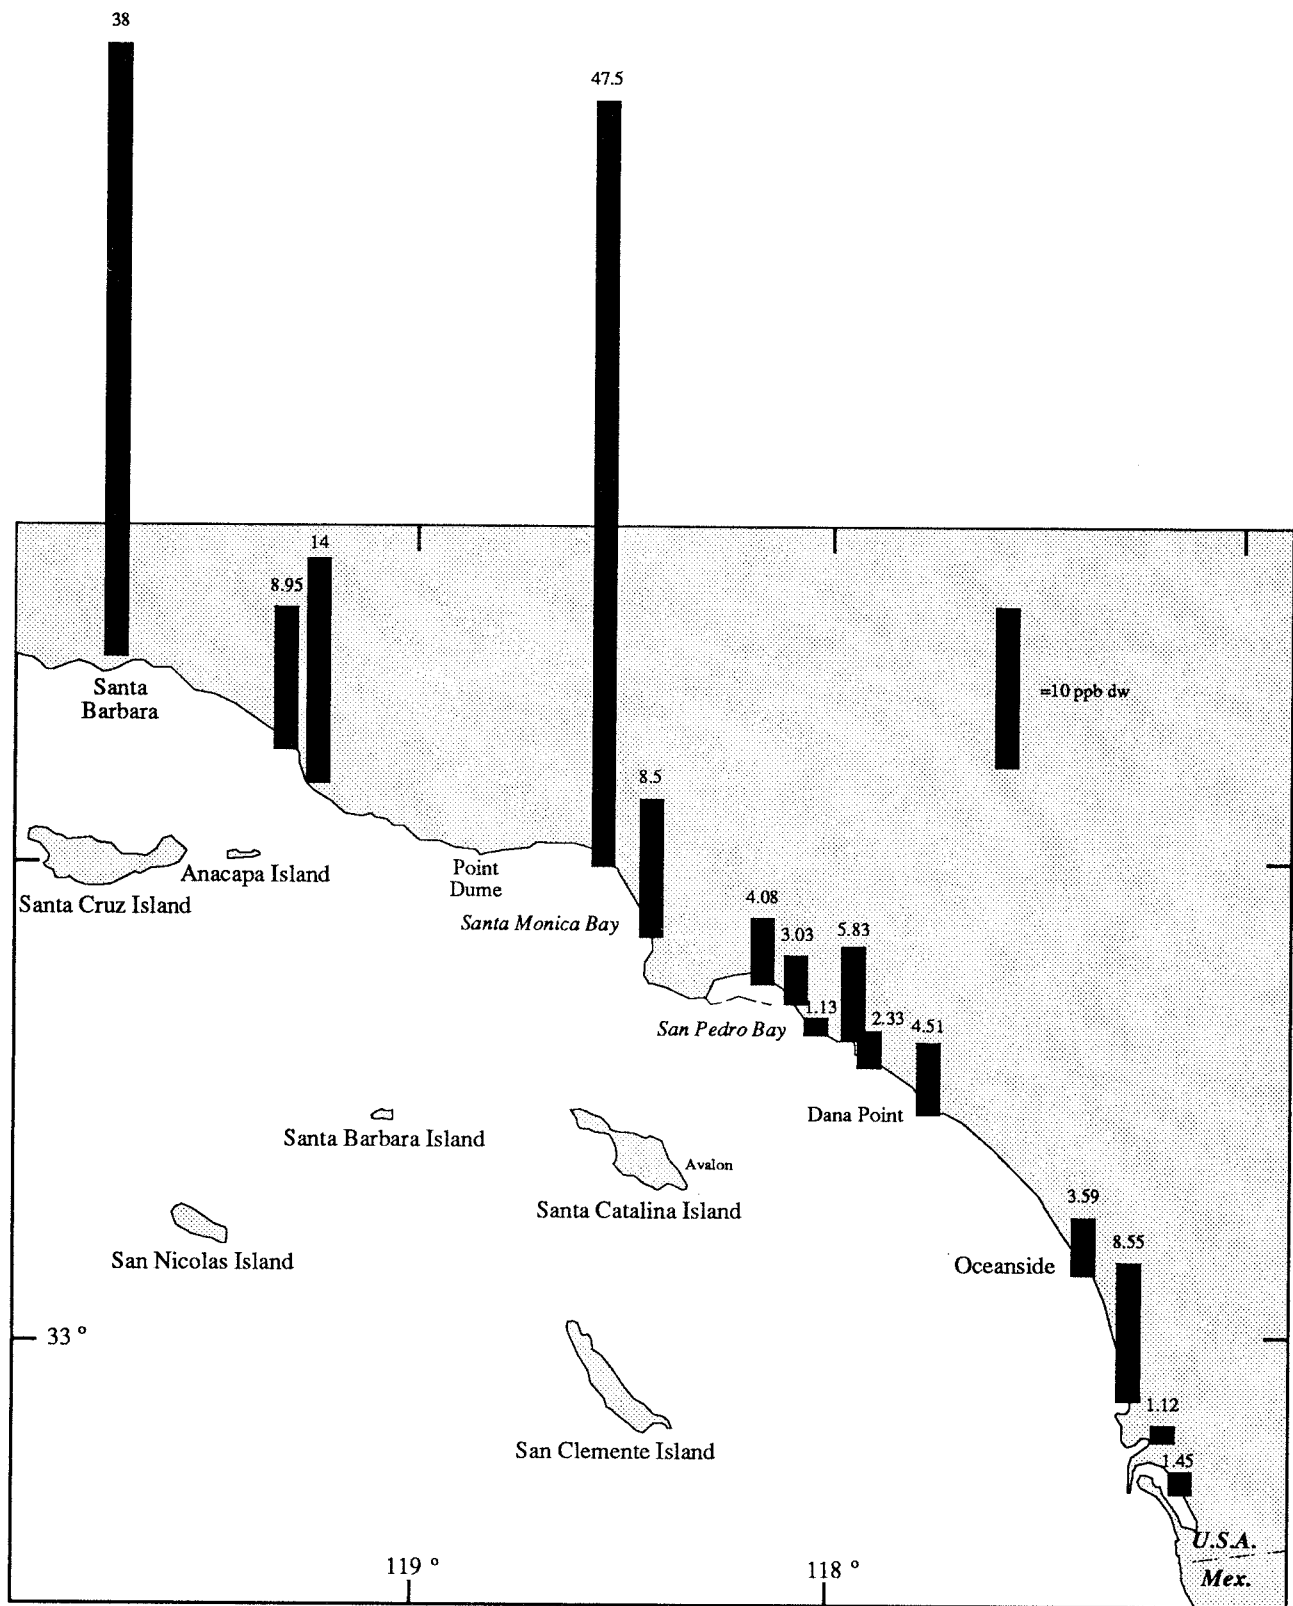 38
47.5
14
8.95
=10 ppb dw
Santa
Barbara
8.5
Point
Dume
Anacapa Island
Santa Cruz Island
Santa Monica Bay
4.08
3.03
5.83
1.13
2.33
4.51
San Pedro Bay
Dana Point
Santa Barbara Island
Avalon
Santa Catalina Island
3.59
San Nicolas Island
8.55
Oceanside
33 °
1.12
San Clemente Island
1.45
U.S.A.
Mex.
119 °
118 °